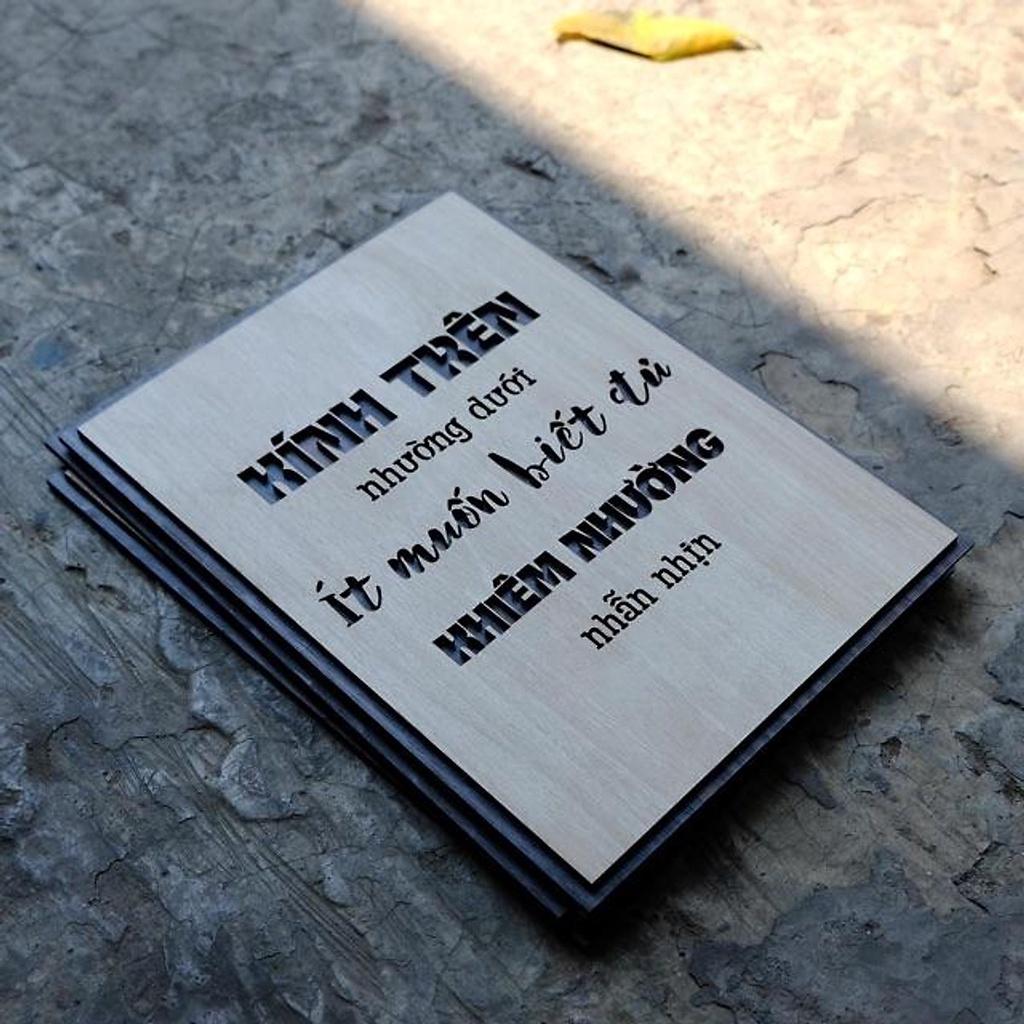 KÍNH TRÊN
nhường dưới
ít muốn biết đủ
KHIÊM NHƯỜNG
nhẫn nhịn